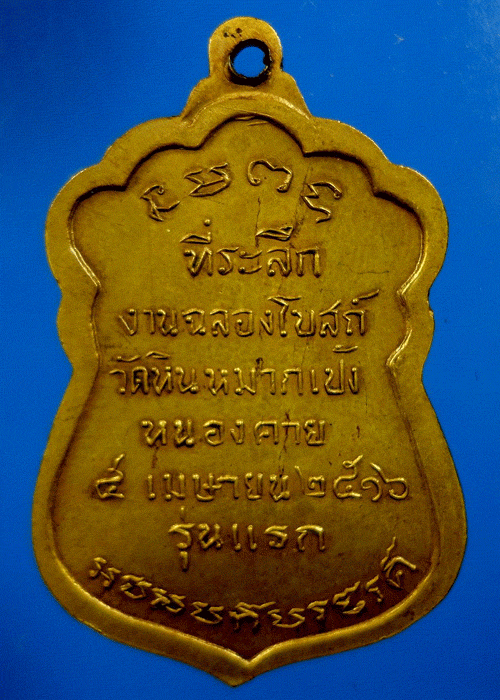 ที่ระลึก
งานฉลองโบสถ์
วัดหินหมากเป้ง
หนองคาย
๔ เมษายน ๒๕๑๖
รุ่นแรก